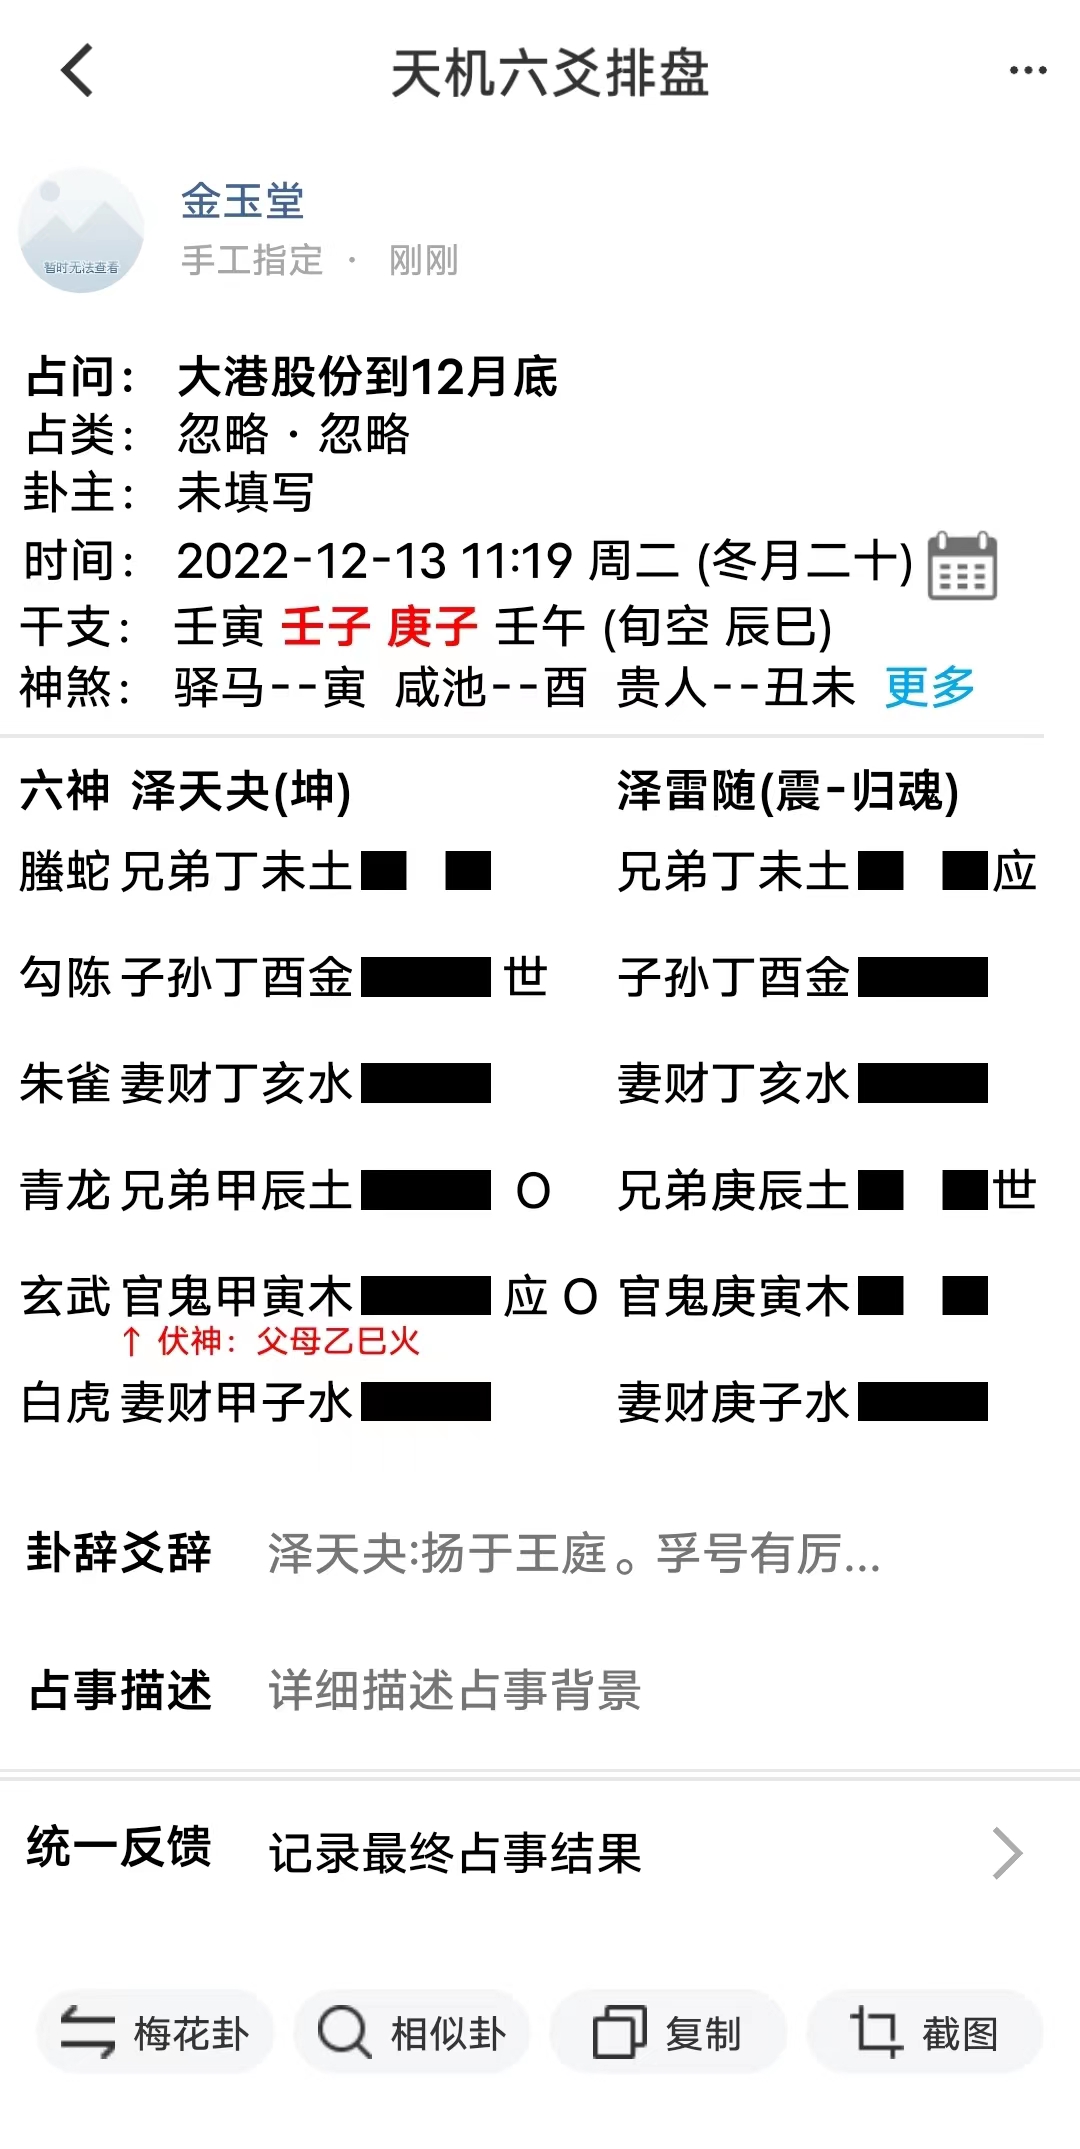 天机六爻排盘
金玉堂
暂时无法查看
手工指定 · 刚刚
占问： 大港股份到12月底
占类： 忽略 · 忽略
卦主： 未填写
时间： 2022-12-13 11:19 周二 (冬月二十)
干支： 壬寅 壬子 庚子 壬午 (旬空 辰巳)
神煞： 驿马--寅 咸池--酉 贵人--丑未 更多
六神 泽天夬(坤) 泽雷随(震-归魂)
螣蛇 兄弟丁未土 兄弟丁未土 应
勾陈 子孙丁酉金 世 子孙丁酉金
朱雀 妻财丁亥水 妻财丁亥水
青龙 兄弟甲辰土 O 兄弟庚辰土 世
玄武 官鬼甲寅木 应 O 官鬼庚寅木
↑ 伏神：父母乙巳火
白虎 妻财甲子水 妻财庚子水
卦辞爻辞 泽天夬:扬于王庭。孚号有厉...
占事描述 详细描述占事背景
统一反馈 记录最终占事结果
梅花卦 相似卦 复制 截图